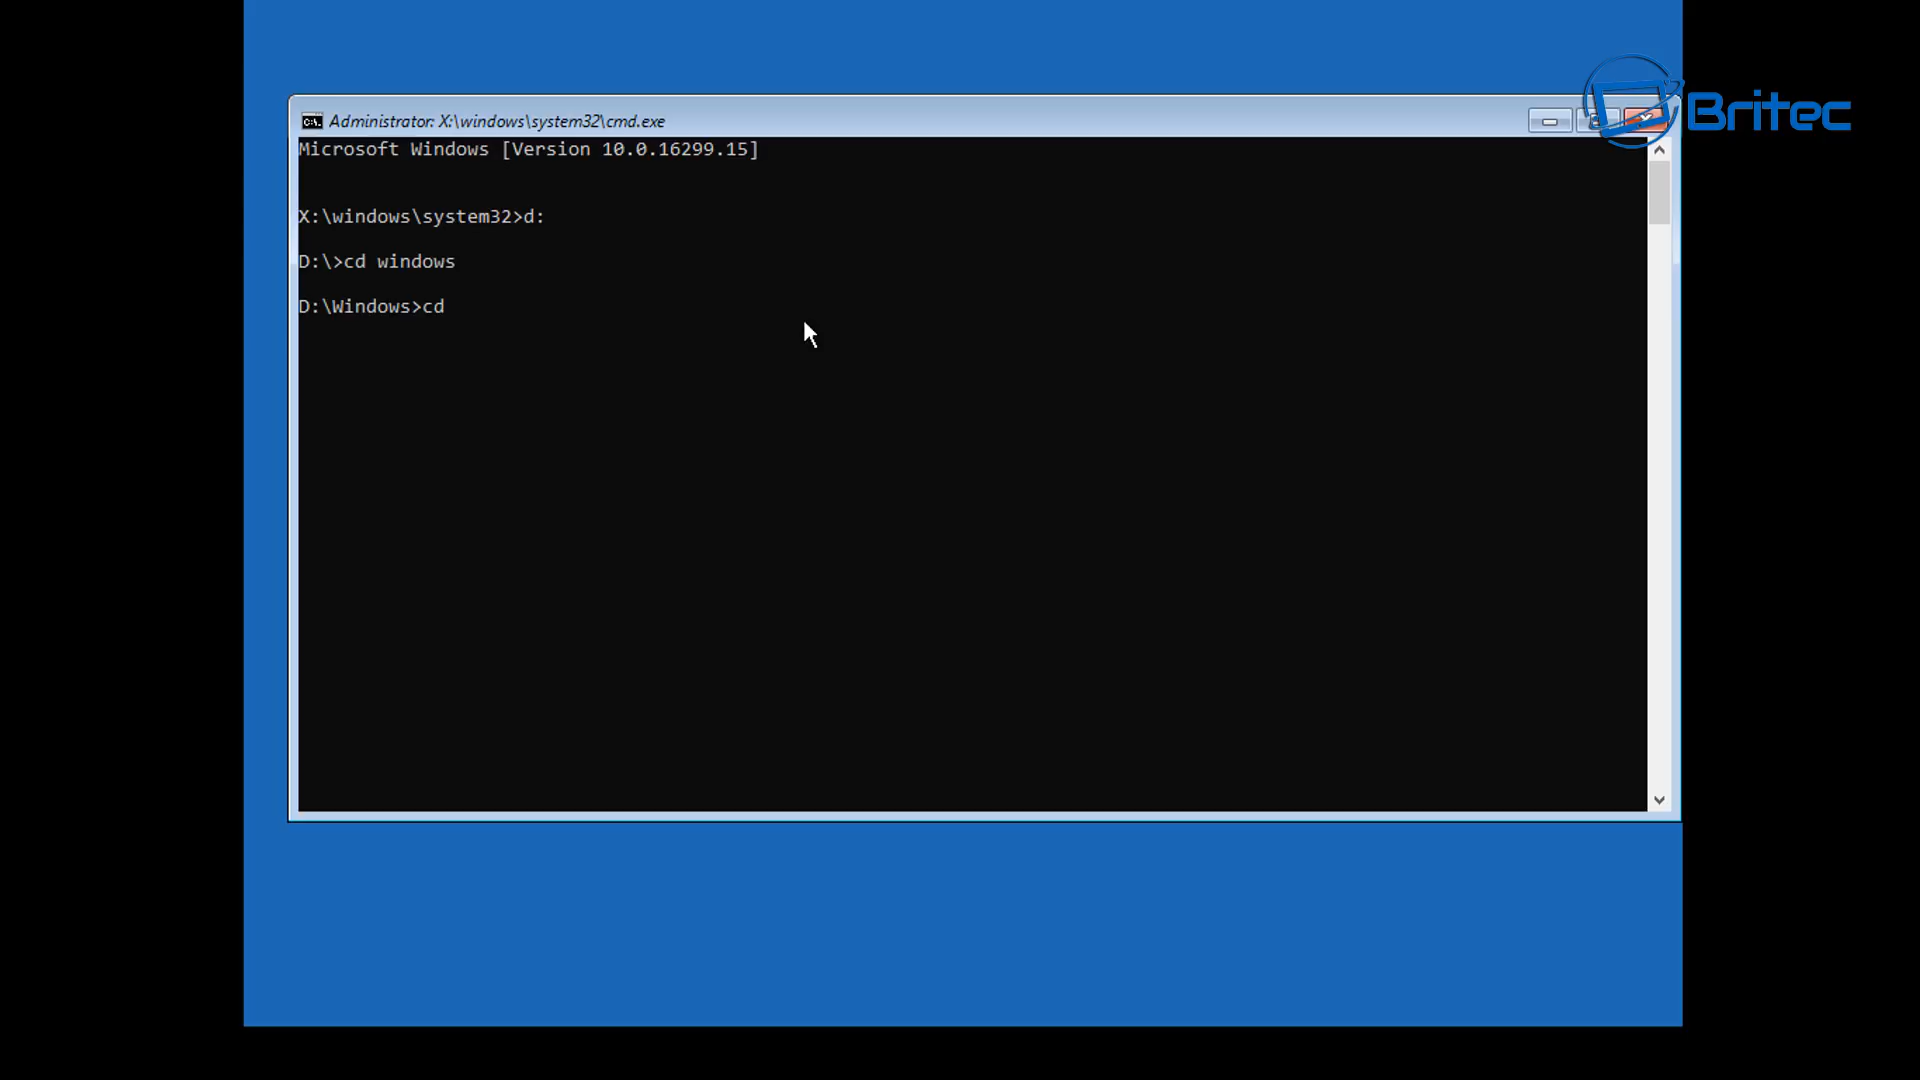 Britec
Administrator: X:\windows\system32\cmd.exe
Microsoft Windows [Version 10.0.16299.15]
X:\windows\system32>d:
D:\>cd windows
D:\Windows>cd